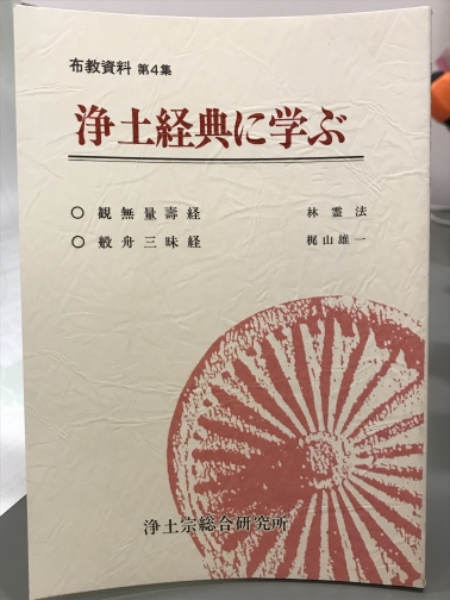 布教資料 第4集
浄土経典に学ぶ
○ 観無量壽経 林霊法
○ 般舟三昧経 梶山雄一
浄土宗総合研究所